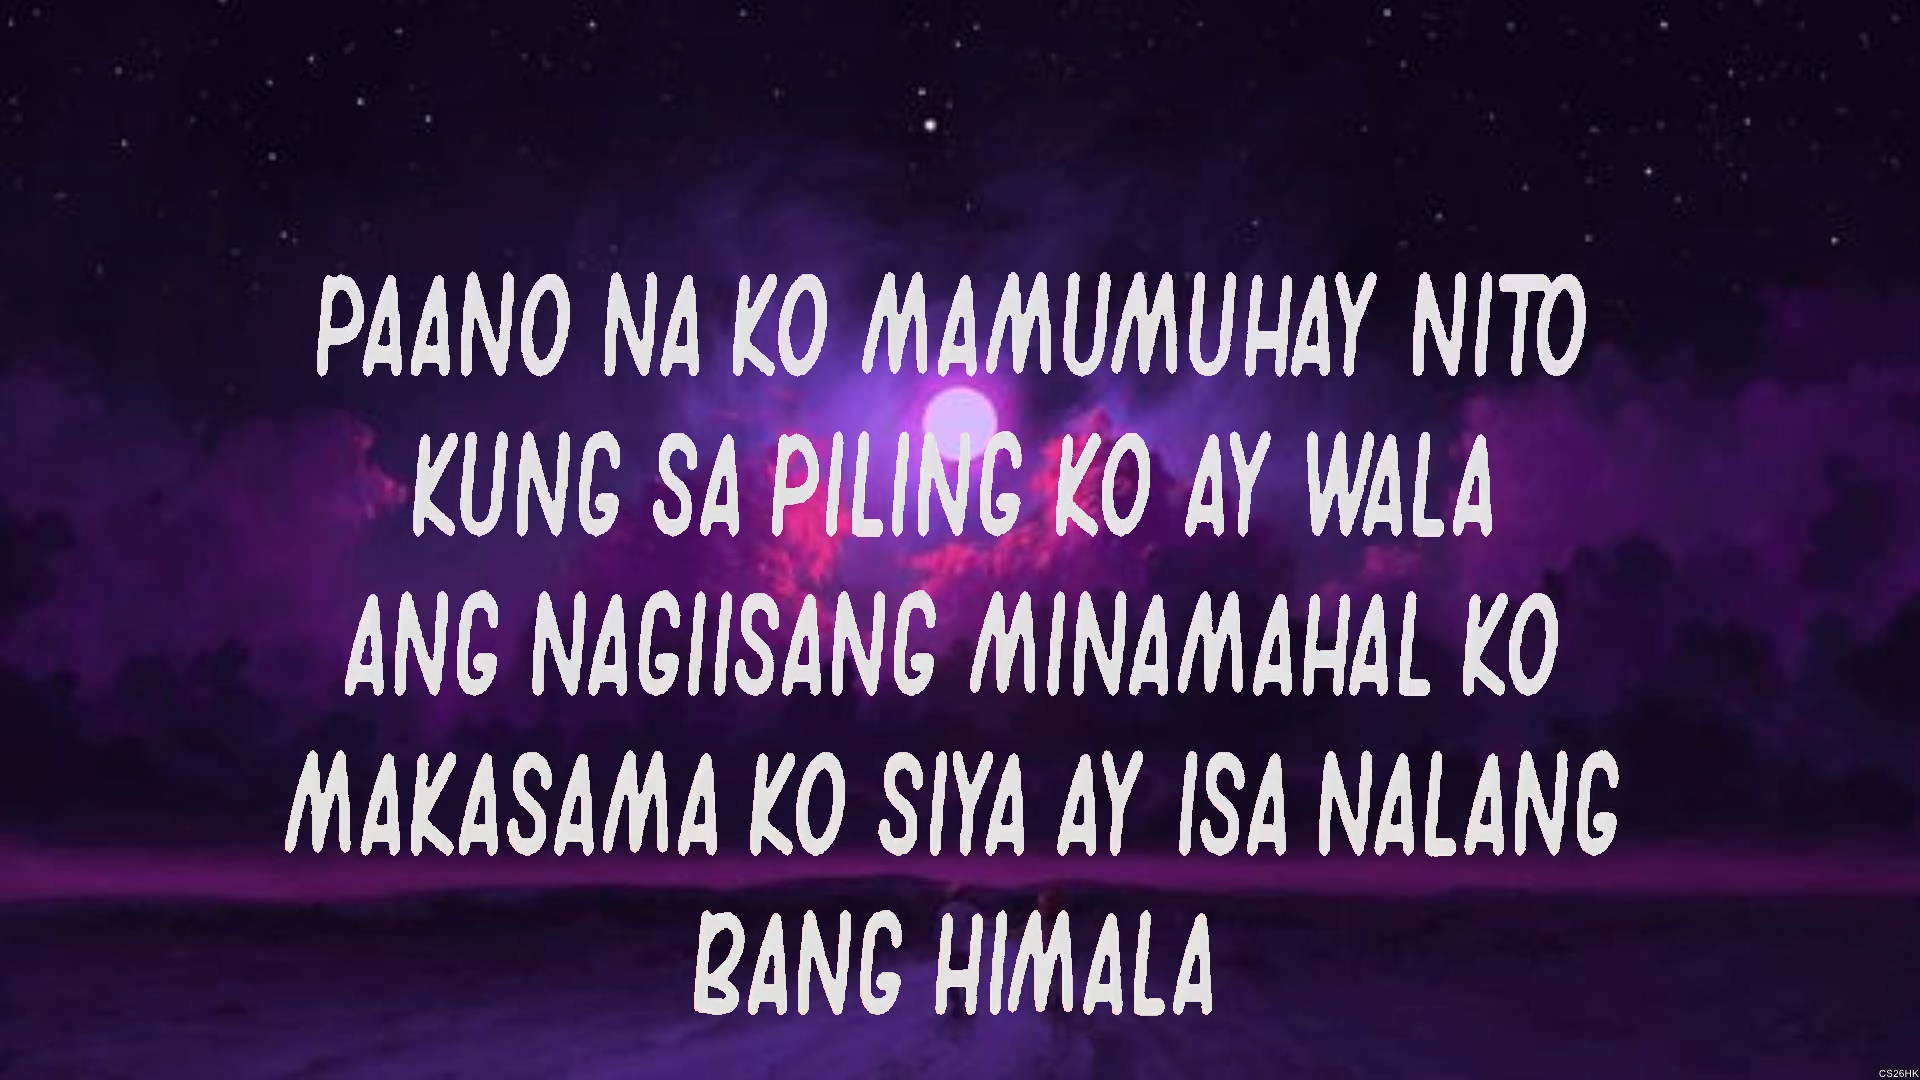 PAANO NA KO MAMUMUHAY NITO
KUNG SA PILING KO AY WALA
ANG NAGIISANG MINAMAHAL KO
MAKASAMA KO SIYA AY ISA NALANG
BANG HIMALA
CS26HK